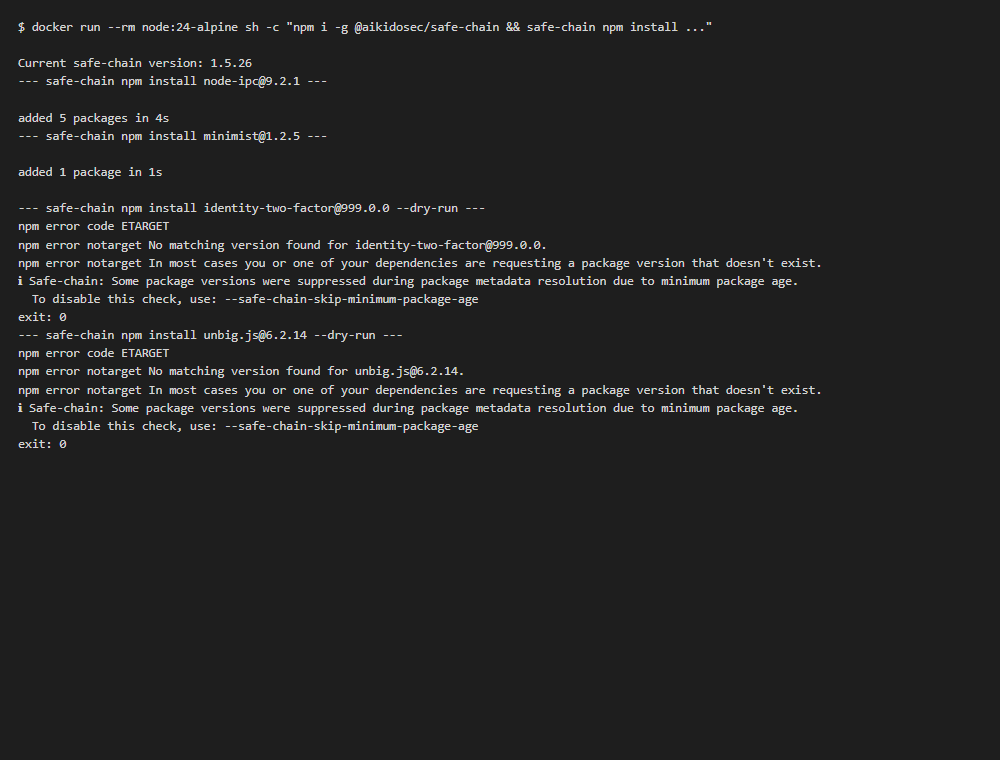 $ docker run --rm node:24-alpine sh -c "npm i -g @aikidosec/safe-chain && safe-chain npm install ..."
Current safe-chain version: 1.5.26
--- safe-chain npm install node-ipc@9.2.1 ---
added 5 packages in 4s
--- safe-chain npm install minimist@1.2.5 ---
added 1 package in 1s
--- safe-chain npm install identity-two-factor@999.0.0 --dry-run ---
npm error code ETARGET
npm error notarget No matching version found for identity-two-factor@999.0.0.
npm error notarget In most cases you or one of your dependencies are requesting a package version that doesn't exist.
ℹ Safe-chain: Some package versions were suppressed during package metadata resolution due to minimum package age.
  To disable this check, use: --safe-chain-skip-minimum-package-age
exit: 0
--- safe-chain npm install unbig.js@6.2.14 --dry-run ---
npm error code ETARGET
npm error notarget No matching version found for unbig.js@6.2.14.
npm error notarget In most cases you or one of your dependencies are requesting a package version that doesn't exist.
ℹ Safe-chain: Some package versions were suppressed during package metadata resolution due to minimum package age.
  To disable this check, use: --safe-chain-skip-minimum-package-age
exit: 0